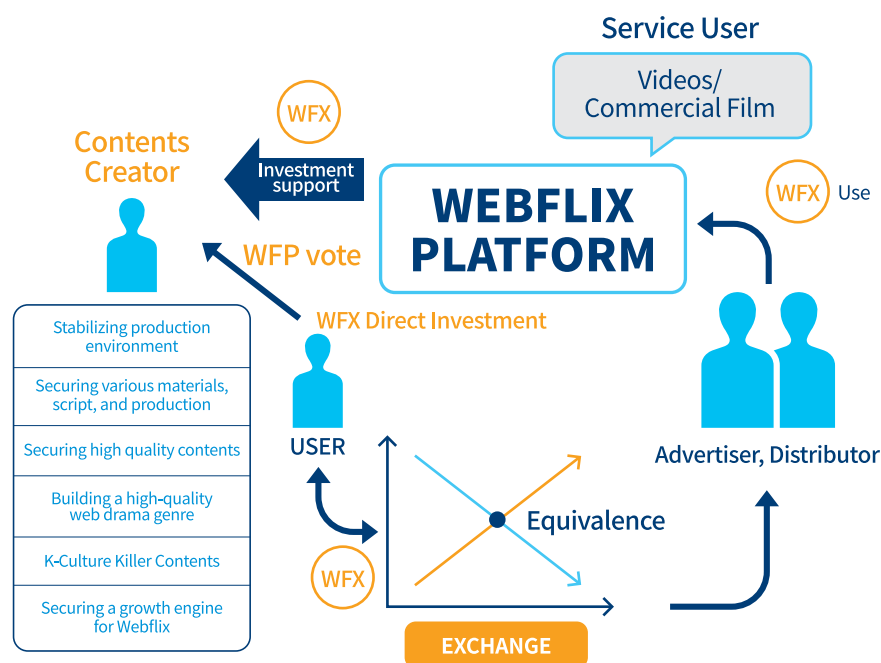 Service User
Videos/
Commercial Film
WFX
Contents
Creator
Investment
support
WEBFLIX
PLATFORM
WFX
Use
WFP vote
WFX Direct Investment
Stabilizing production
environment
Securing various materials,
script, and production
Securing high quality contents
Building a high-quality
web drama genre
K-Culture Killer Contents
Securing a growth engine
for Webflix
USER
WFX
Equivalence
EXCHANGE
Advertiser, Distributor